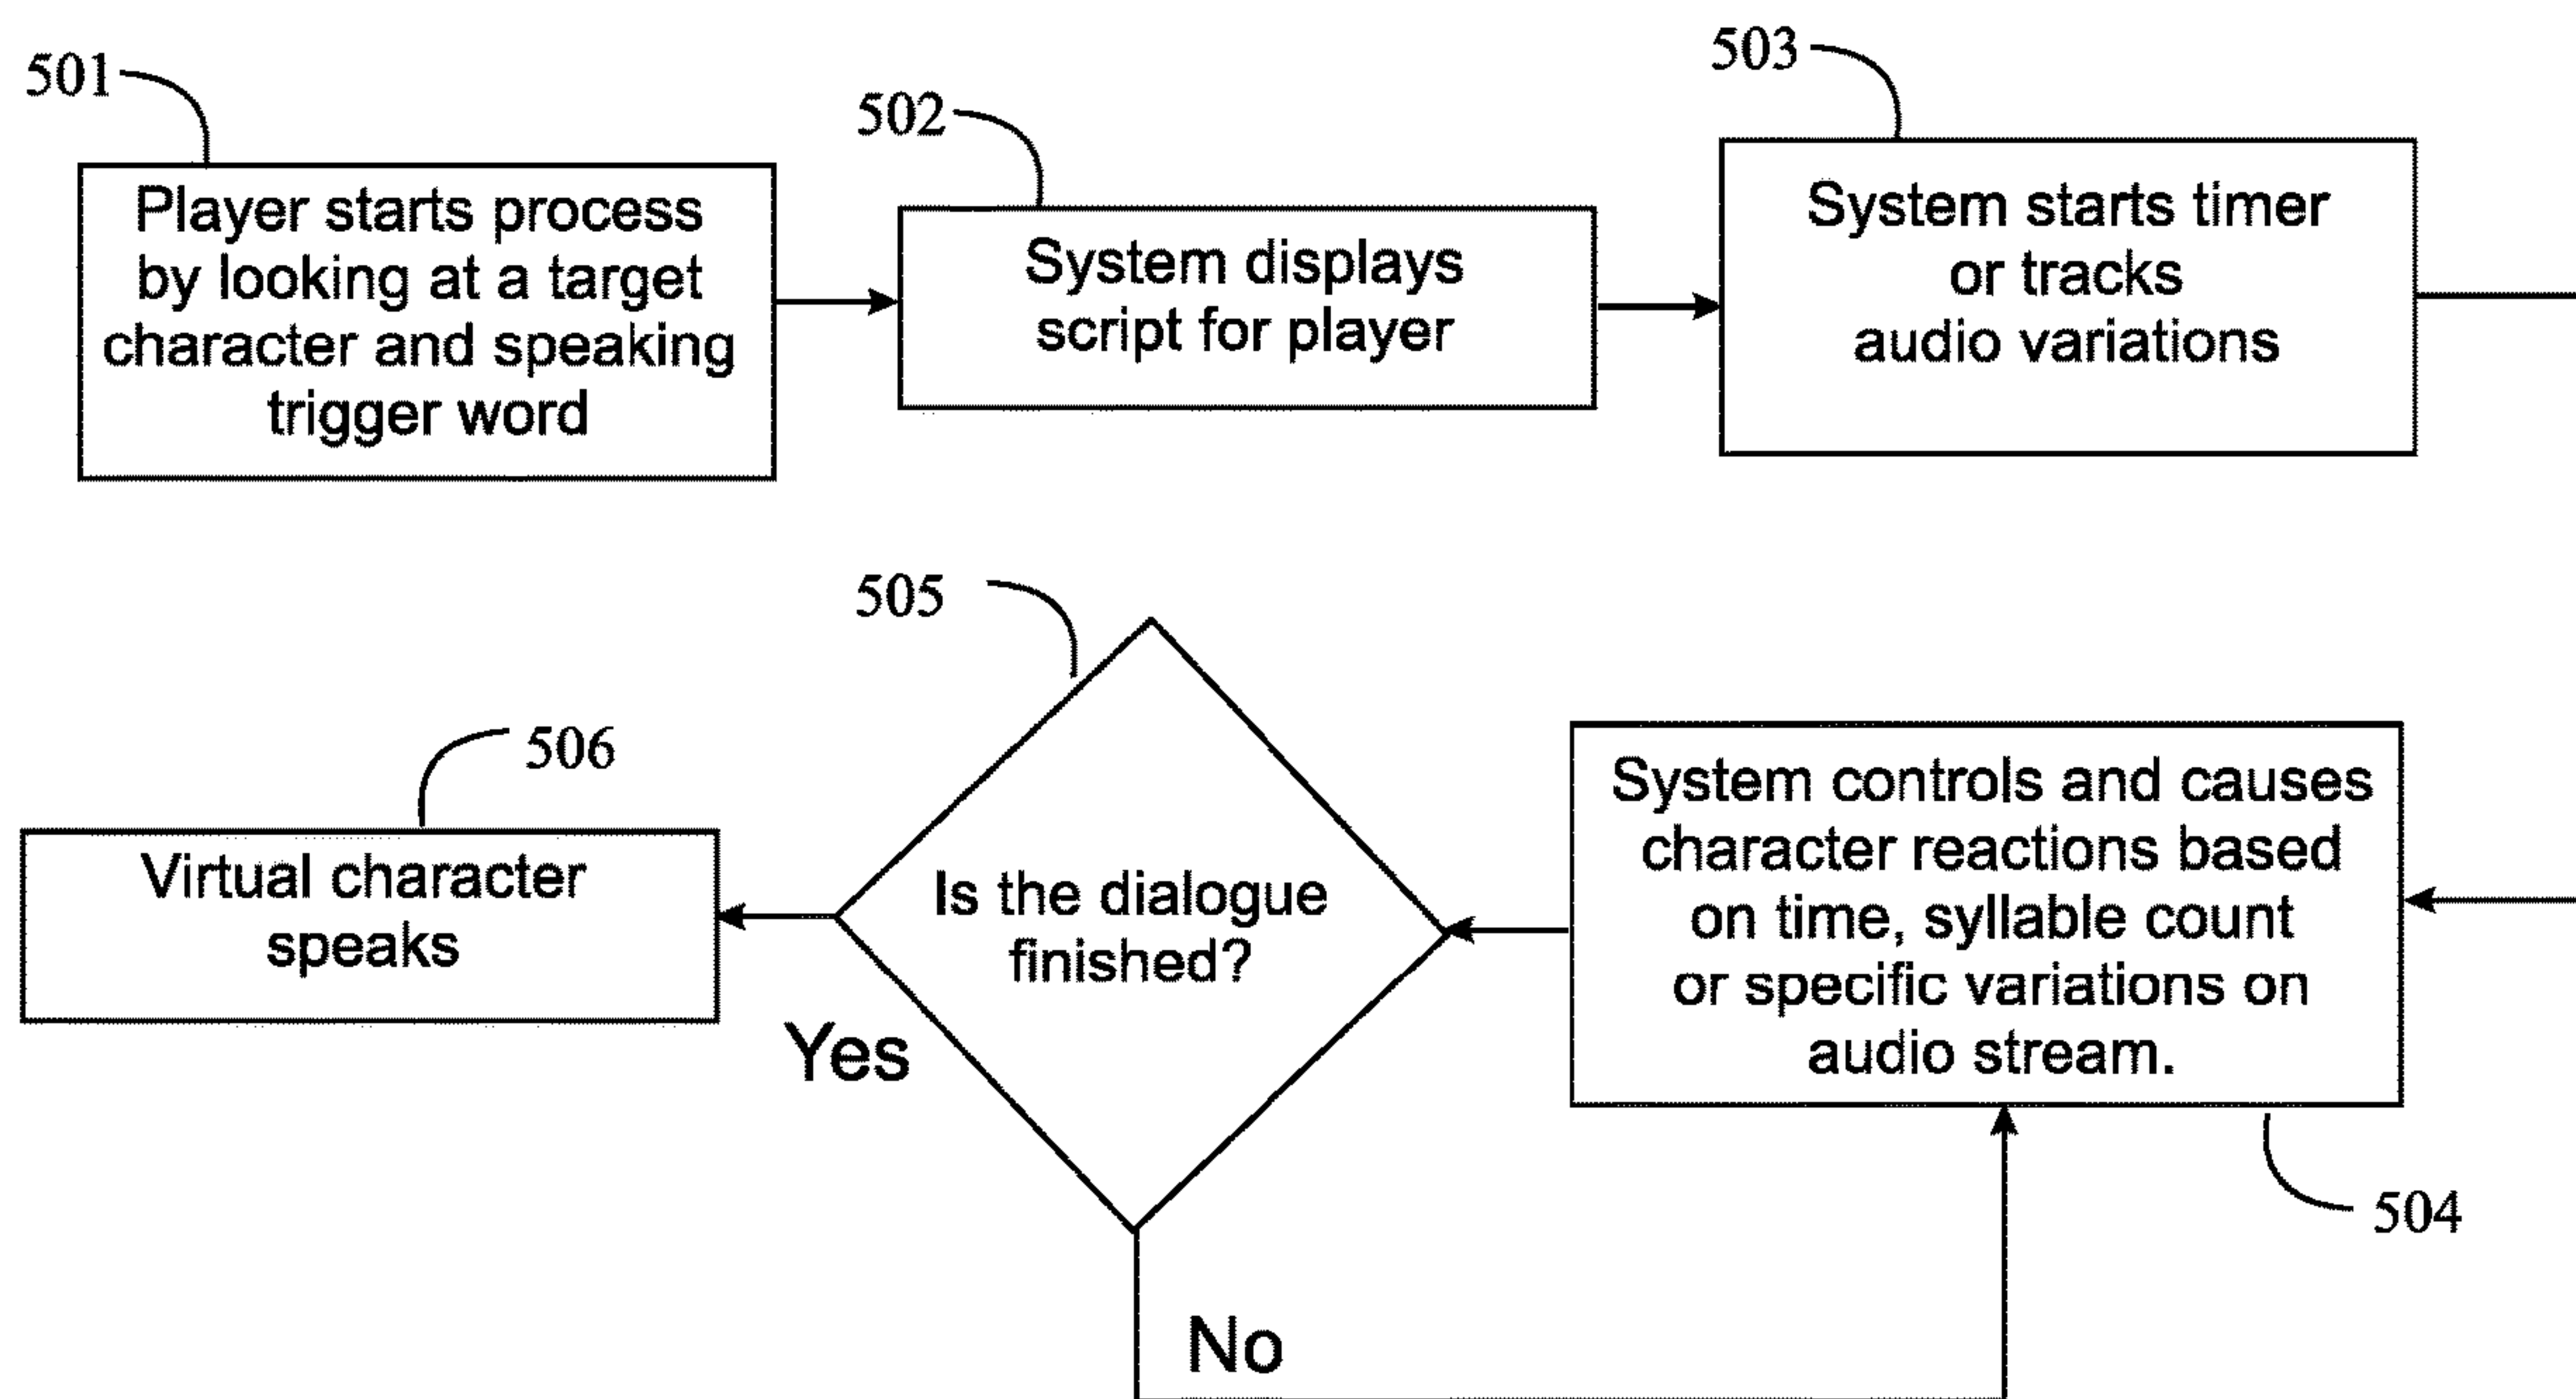 501
Player starts process
by looking at a target
character and speaking
trigger word
502
System displays
script for player
503
System starts timer
or tracks
audio variations
504
System controls and causes
character reactions based
on time, syllable count
or specific variations on
audio stream.
505
Is the dialogue
finished?
Yes
No
506
Virtual character
speaks